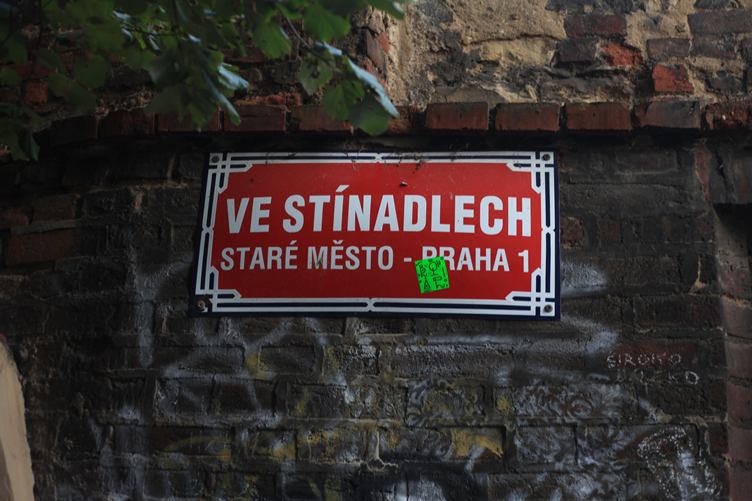 VE STÍNADLECH
STARÉ MĚSTO - PRAHA 1